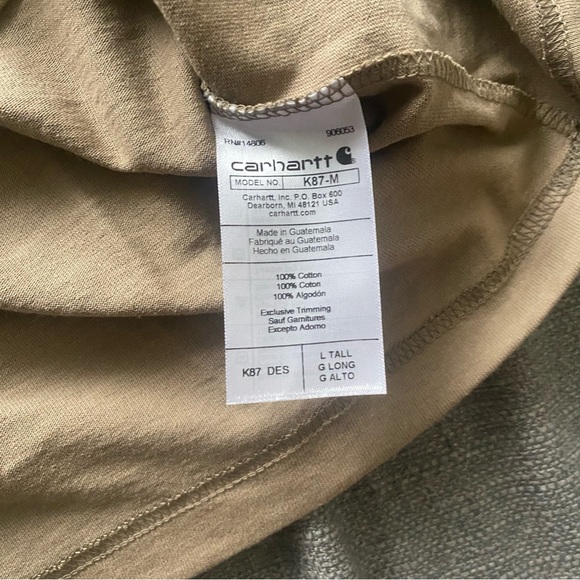 RN#14806 906053
carhartt
MODEL NO. K87-M
Carhartt, Inc. P.O. Box 600
Dearborn, MI 48121 USA
carhartt.com
Made in Guatemala
Fabriqué au Guatemala
Hecho en Guatemala
100% Cotton
100% Coton
100% Algodón
Exclusive Trimming
Sauf Garnitures
Excepto Adorno
K87 DES
L TALL
G LONG
G ALTO